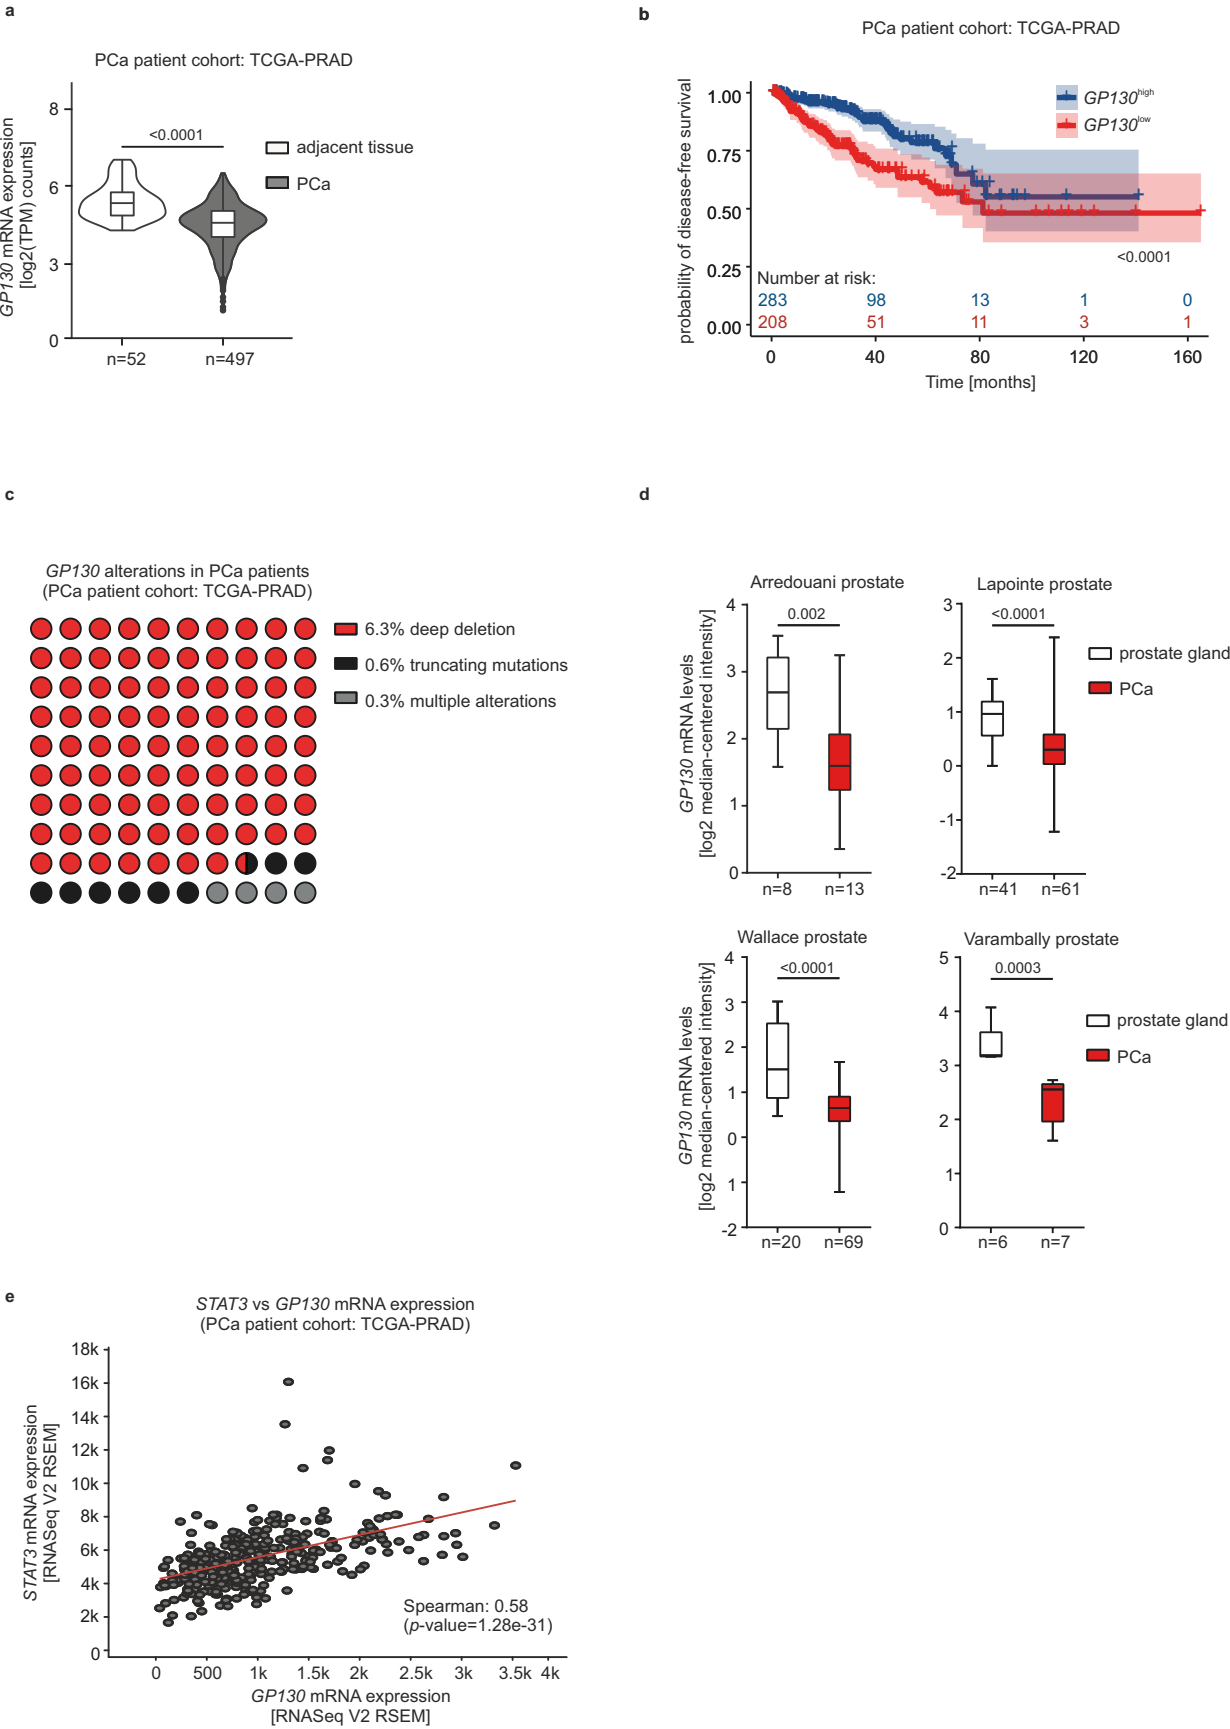 a
PCa patient cohort: TCGA-PRAD
GP130 mRNA expression
[log2(TPM) counts]
8
6
3
0
<0.0001
adjacent tissue
PCa
n=52
n=497
b
PCa patient cohort: TCGA-PRAD
probability of disease-free survival
1.00
0.75
0.50
0.25
0.00
GP130high
GP130low
<0.0001
Number at risk:
283 98 13 1 0
208 51 11 3 1
0 40 80 120 160
Time [months]
c
GP130 alterations in PCa patients
(PCa patient cohort: TCGA-PRAD)
6.3% deep deletion
0.6% truncating mutations
0.3% multiple alterations
d
Arredouani prostate
GP130 mRNA levels
[log2 median-centered intensity]
4
3
2
1
0
0.002
n=8 n=13
Lapointe prostate
3
2
1
0
-1
-2
<0.0001
n=41 n=61
prostate gland
PCa
Wallace prostate
GP130 mRNA levels
[log2 median-centered intensity]
4
3
2
1
0
1
-2
<0.0001
n=20 n=69
Varambally prostate
5
4
3
2
1
0
0.0003
n=6 n=7
prostate gland
PCa
e
STAT3 vs GP130 mRNA expression
(PCa patient cohort: TCGA-PRAD)
STAT3 mRNA expression
[RNASeq V2 RSEM]
18k
16k
14k
12k
10k
8k
6k
4k
2k
0
Spearman: 0.58
(p-value=1.28e-31)
0 500 1k 1.5k 2k 2.5k 3k 3.5k 4k
GP130 mRNA expression
[RNASeq V2 RSEM]